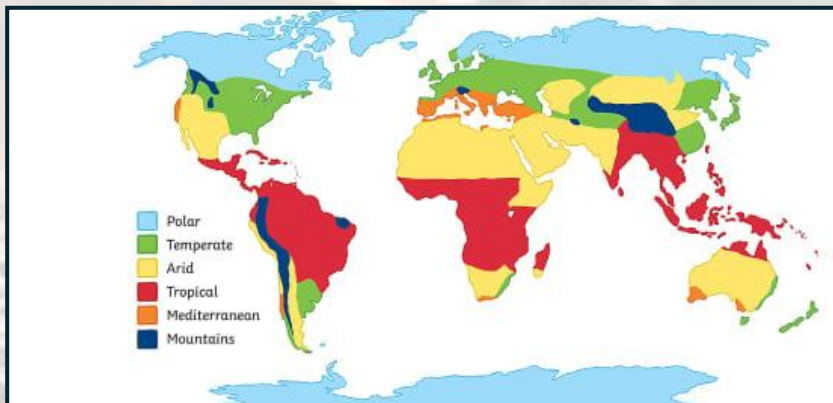 Polar
Temperate
Arid
Tropical
Mediterranean
Mountains